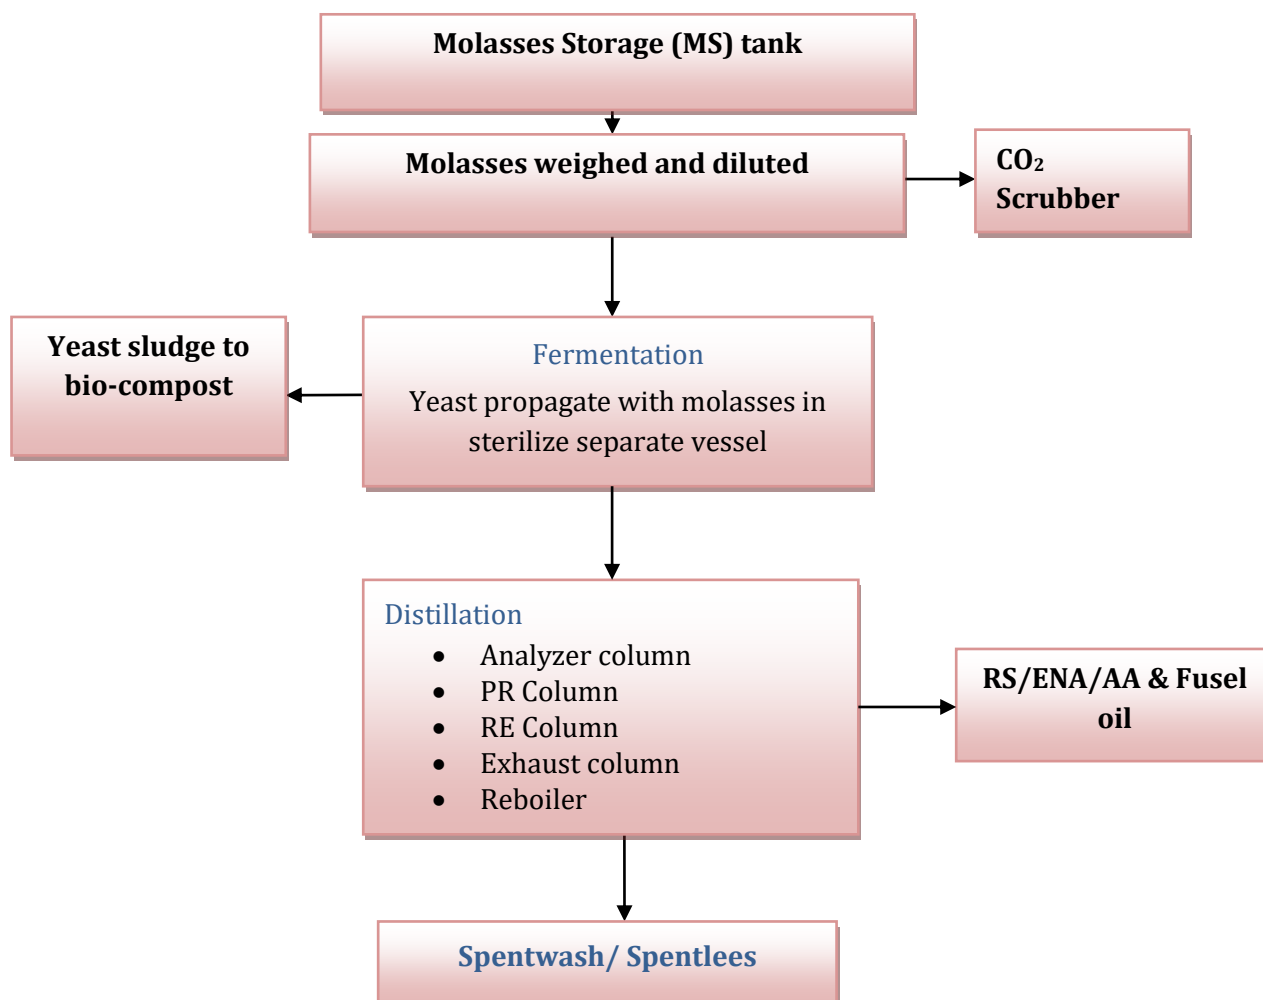 Molasses Storage (MS) tank
Molasses weighed and diluted
CO₂
Scrubber
Yeast sludge to
bio-compost
Fermentation
Yeast propagate with molasses in
sterilize separate vessel
Distillation
• Analyzer column
• PR Column
• RE Column
• Exhaust column
• Reboiler
RS/ENA/AA & Fusel
oil
Spentwash/ Spentlees